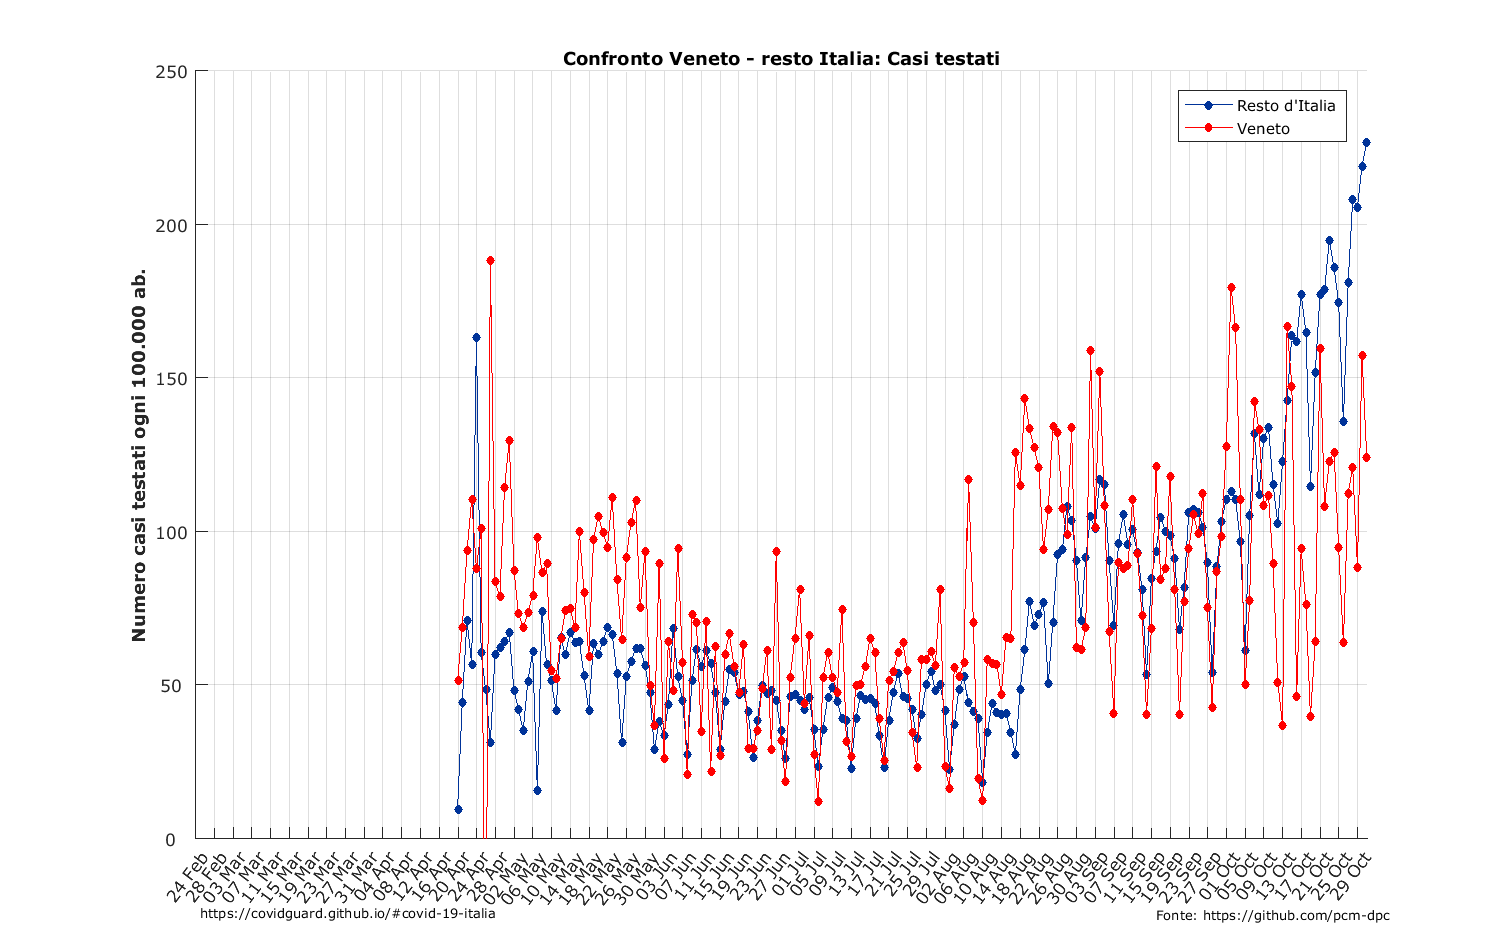 Confronto Veneto - resto Italia: Casi testati
Numero casi testati ogni 100.000 ab.
250
200
150
100
50
0
Resto d'Italia
Veneto
24 Feb
28 Feb
03 Mar
07 Mar
11 Mar
15 Mar
19 Mar
23 Mar
27 Mar
31 Mar
04 Apr
08 Apr
12 Apr
16 Apr
20 Apr
24 Apr
28 Apr
02 May
06 May
10 May
14 May
18 May
22 May
26 May
30 May
03 Jun
07 Jun
11 Jun
15 Jun
19 Jun
23 Jun
27 Jun
01 Jul
05 Jul
09 Jul
13 Jul
17 Jul
21 Jul
25 Jul
29 Jul
02 Aug
06 Aug
10 Aug
14 Aug
18 Aug
22 Aug
26 Aug
30 Aug
03 Sep
07 Sep
11 Sep
15 Sep
19 Sep
23 Sep
27 Sep
01 Oct
05 Oct
09 Oct
13 Oct
17 Oct
21 Oct
25 Oct
29 Oct
https://covidguard.github.io/#covid-19-italia
Fonte: https://github.com/pcm-dpc